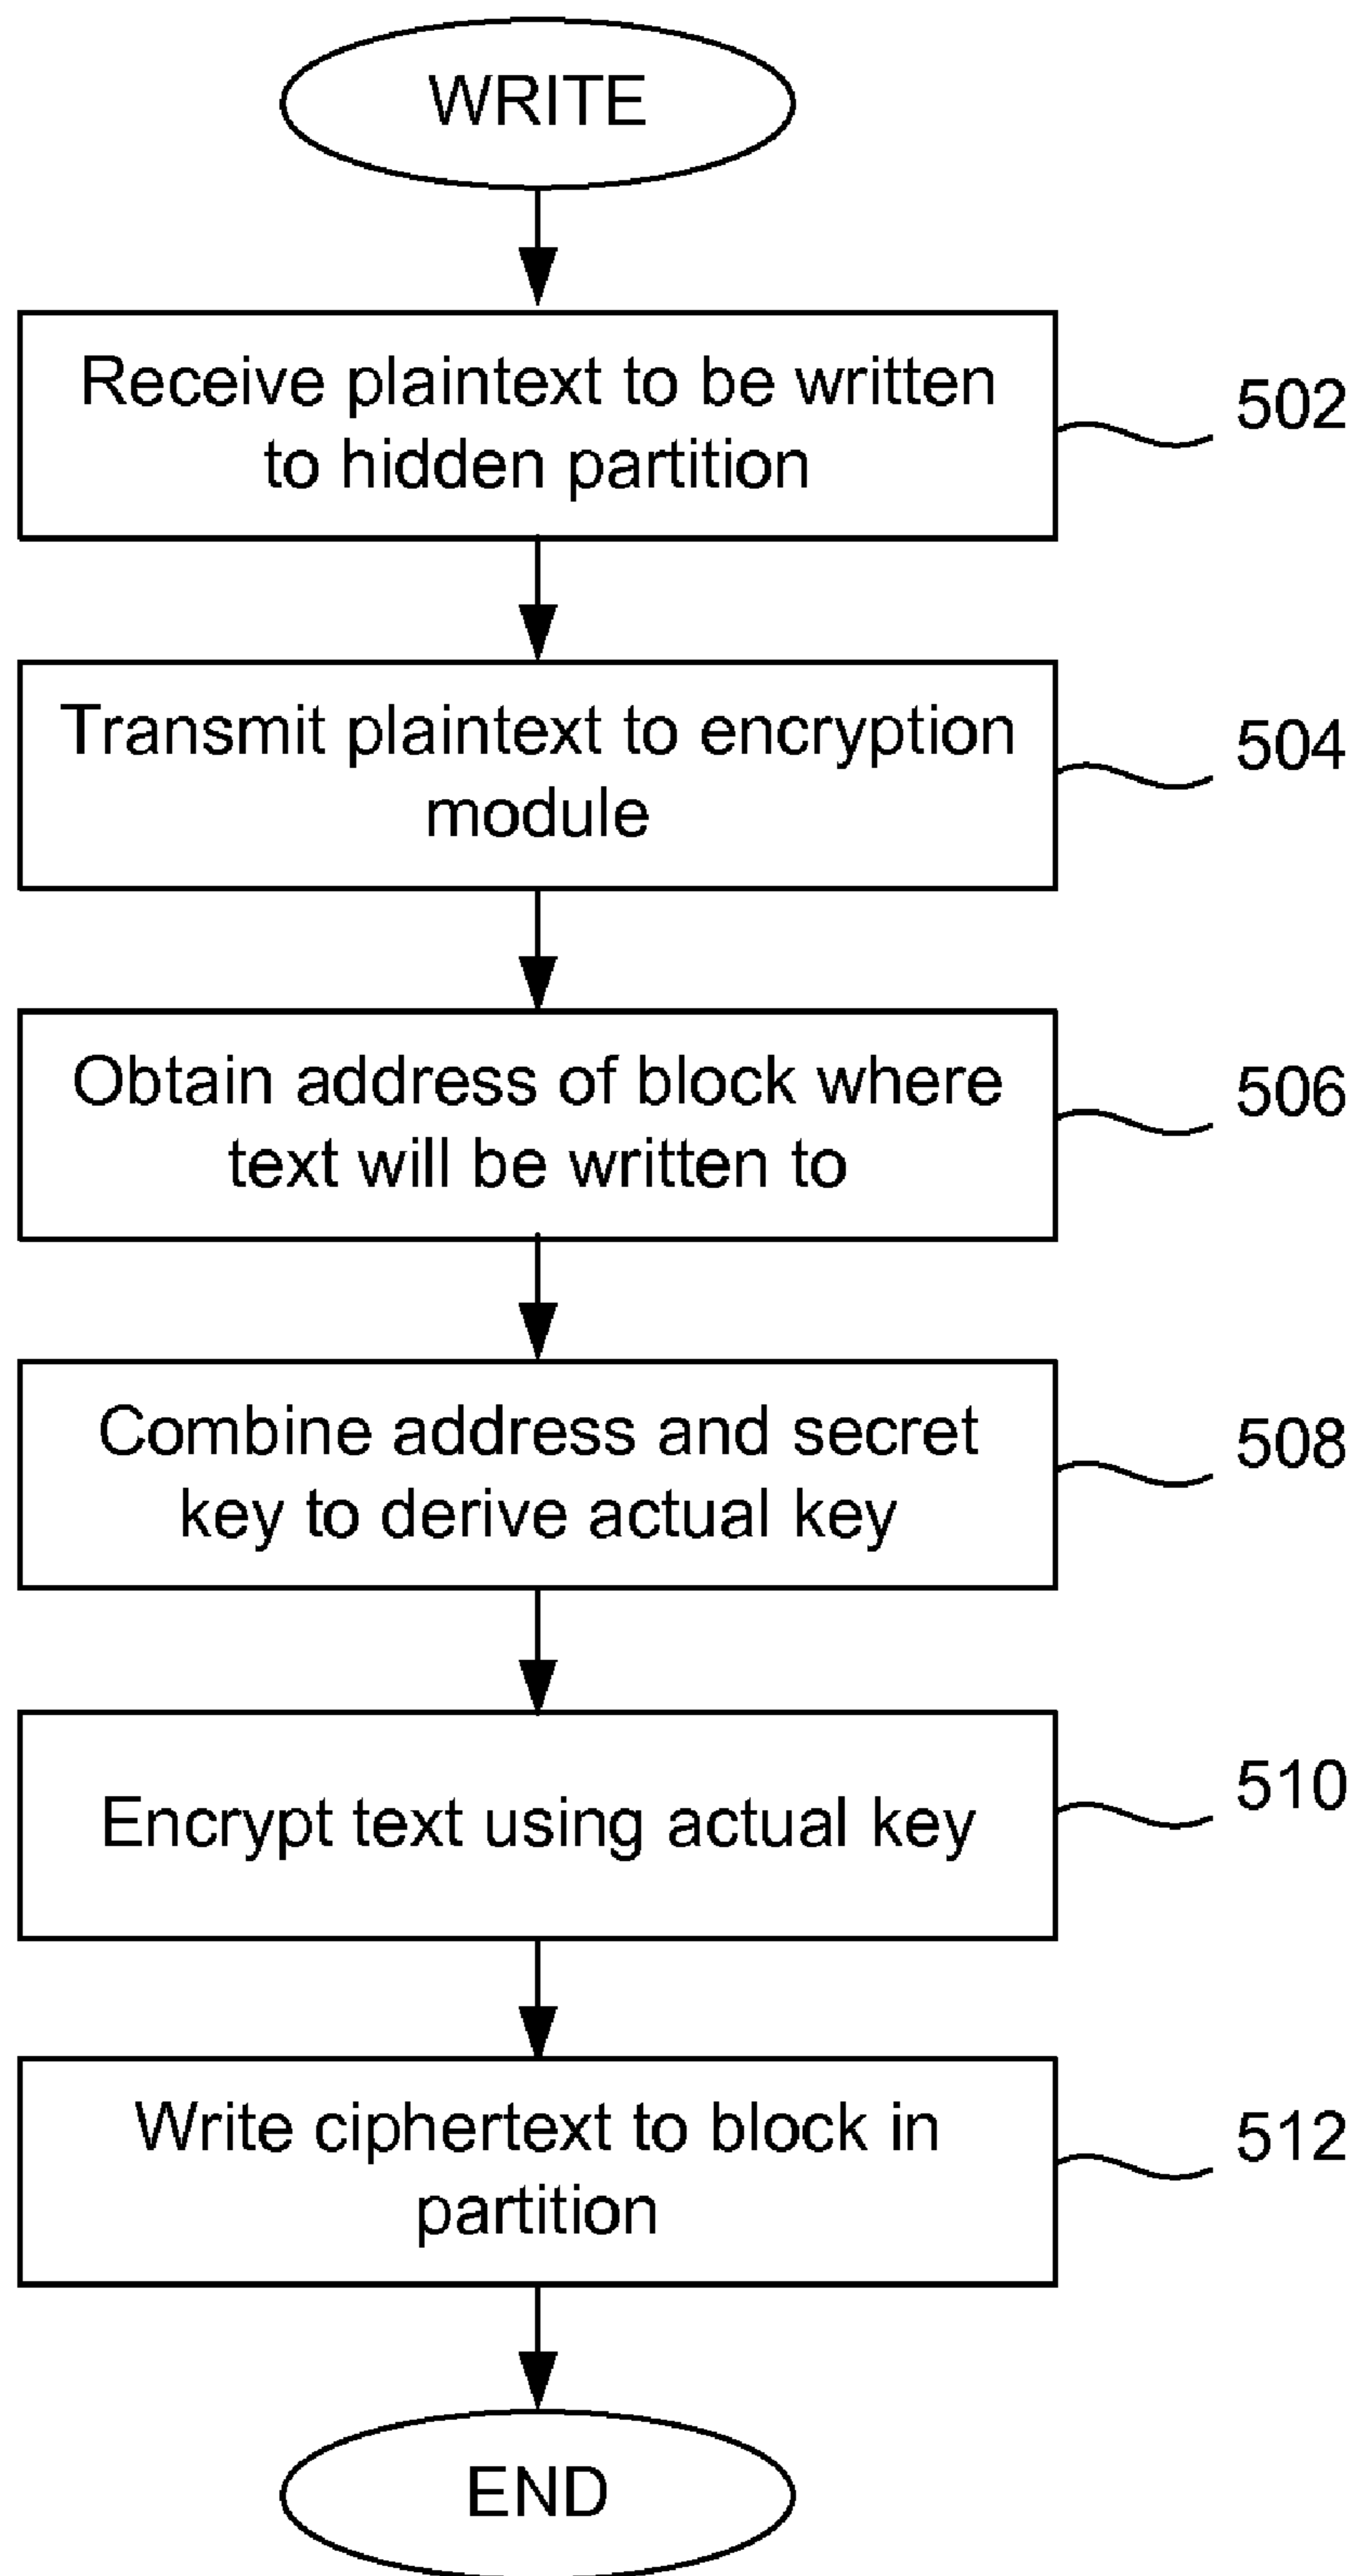 WRITE
Receive plaintext to be written
to hidden partition
502
Transmit plaintext to encryption
module
504
Obtain address of block where
text will be written to
506
Combine address and secret
key to derive actual key
508
Encrypt text using actual key
510
Write ciphertext to block in
partition
512
END